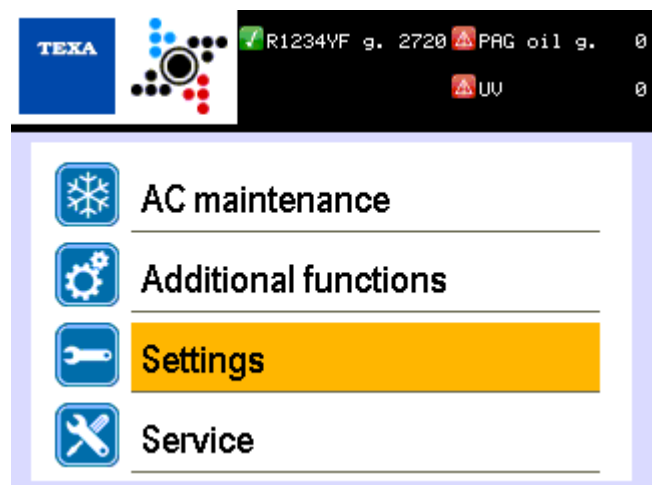 TEXA
R1234YF g. 2720 PAG oil g. 0
UV 0
AC maintenance
Additional functions
Settings
Service